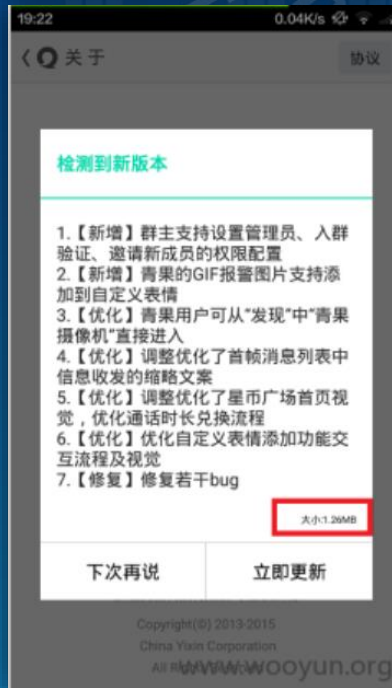 19:22 0.04K/s
关于 协议
检测到新版本
1.【新增】群主支持设置管理员、入群
验证、邀请新成员的权限配置
2.【新增】青果的GIF报警图片支持添
加到自定义表情
3.【优化】青果用户可从“发现”中“青果
摄像机”直接进入
4.【优化】调整优化了首帧消息列表中
信息收发的缩略文案
5.【优化】调整优化了星币广场首页视
觉，优化通话时长兑换流程
6.【优化】优化自定义表情添加功能交
互流程及视觉
7.【修复】修复若干bug
大小:1.26MB
下次再说 立即更新
Copyright(©) 2013-2015
China Yixin Corporation
All
www.wooyun.org